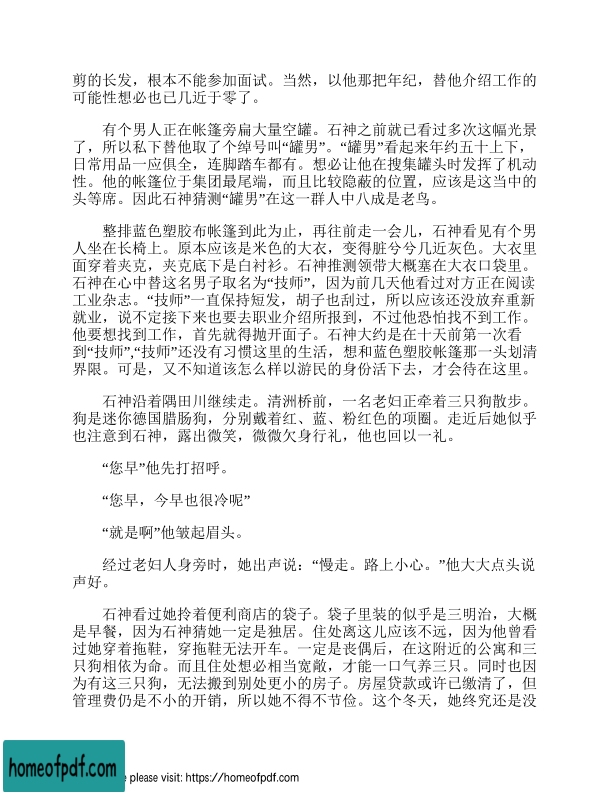 剪的长发，根本不能参加面试。当然，以他那把年纪，替他介绍工作的
可能性想必也已几近于零了。
有个男人正在帐篷旁扁大量空罐。石神之前就已看过多次这幅光景
了，所以私下替他取了个绰号叫“罐男”。“罐男”看起来年约五十上下，
日常用品一应俱全，连脚踏车都有。想必让他在搜集罐头时发挥了机动
性。他的帐篷位于集团最尾端，而且比较隐蔽的位置，应该是这当中的
头等席。因此石神猜测“罐男”在这一群人中八成是老鸟。
整排蓝色塑胶布帐篷到此为止，再往前走一会儿，石神看见有个男
人坐在长椅上。原本应该是米色的大衣，变得脏兮兮几近灰色。大衣里
面穿着夹克，夹克底下是白衬衫。石神推测领带大概塞在大衣口袋里。
石神在心中替这名男子取名为“技师”，因为前几天他看过对方正在阅读
工业杂志。“技师”一直保持短发，胡子也刮过，所以应该还没放弃重新
就业，说不定接下来也要去职业介绍所报到，不过他恐怕找不到工作。
他要想找到工作，首先就得抛开面子。石神大约是在十天前第一次看
到“技师”,“技师”还没有习惯这里的生活，想和蓝色塑胶帐篷那一头划清
界限。可是，又不知道该怎么样以游民的身份活下去，才会待在这里。
石神沿着隅田川继续走。清洲桥前，一名老妇正牵着三只狗散步。
狗是迷你德国腊肠狗，分别戴着红、蓝、粉红色的项圈。走近后她似乎
也注意到石神，露出微笑，微微欠身行礼，他也回以一礼。
“您早”他先打招呼。
“您早，今早也很冷呢”
“就是啊”他皱起眉头。
经过老妇人身旁时，她出声说：“慢走。路上小心。”他大大点头说
声好。
石神看过她拎着便利商店的袋子。袋子里装的似乎是三明治，大概
是早餐，因为石神猜她一定是独居。住处离这儿应该不远，因为他曾看
过她穿着拖鞋，穿拖鞋无法开车。一定是丧偶后，在这附近的公寓和三
只狗相依为命。而且住处想必相当宽敞，才能一口气养三只。同时也因
为有这三只狗，无法搬到别处更小的房子。房屋贷款或许已缴清了，但
管理费仍是不小的开销，所以她不得不节俭。这个冬天，她终究还是没
homeofpdf.com
e please visit: https://homeofpdf.com